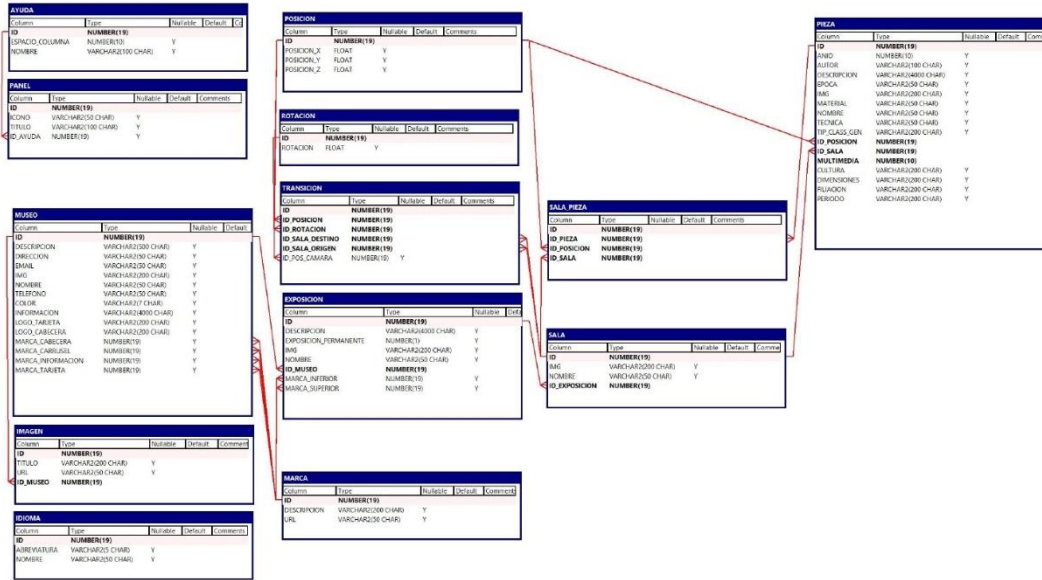 AYUDA
Column Type Nullable Default
ID NUMBER(19)
ESPACIO_COLUMNA NUMBER(10) Y
NOMBRE VARCHAR2(100 CHAR) Y
PANEL
Column Type Nullable Default Comments
ID NUMBER(19)
ICONO VARCHAR2(50 CHAR) Y
TITULO VARCHAR2(100 CHAR) Y
ID_AYUDA NUMBER(19) Y
MUSEO
Column Type Nullable Default
ID NUMBER(19)
DESCRIPCION VARCHAR2(500 CHAR) Y
DIRECCION VARCHAR2(50 CHAR) Y
EMAIL VARCHAR2(50 CHAR) Y
IMG VARCHAR2(200 CHAR) Y
NOMBRE VARCHAR2(50 CHAR) Y
TELEFONO VARCHAR2(50 CHAR) Y
COLOR VARCHAR2(7 CHAR) Y
INFORMACION VARCHAR2(4000 CHAR) Y
LOGO_TARJETA VARCHAR2(200 CHAR) Y
LOGO_CABECERA VARCHAR2(200 CHAR) Y
MARCA_CABECERA NUMBER(19) Y
MARCA_CARRUSEL NUMBER(19) Y
MARCA_INFORMACION NUMBER(19) Y
MARCA_TARJETA NUMBER(19) Y
IMAGEN
Column Type Nullable Default Comment
ID NUMBER(19)
TITULO VARCHAR2(200 CHAR) Y
URL VARCHAR2(50 CHAR) Y
ID_MUSEO NUMBER(19)
IDIOMA
Column Type Nullable Default Comments
ID NUMBER(19)
ABREVIATURA VARCHAR2(5 CHAR) Y
NOMBRE VARCHAR2(50 CHAR) Y
POSICION
Column Type Nullable Default Comments
ID NUMBER(19)
POSICION_X FLOAT Y
POSICION_Y FLOAT Y
POSICION_Z FLOAT Y
ROTACION
Column Type Nullable Default Comments
ID NUMBER(19)
ROTACION FLOAT Y
TRANSICION
Column Type Nullable Default Comments
ID NUMBER(19)
ID_POSICION NUMBER(19)
ID_ROTACION NUMBER(19)
ID_SALA_DESTINO NUMBER(19)
ID_SALA_ORIGEN NUMBER(19)
ID_POS_CAMARA NUMBER(19) Y
EXPOSICION
Column Type Nullable
ID NUMBER(19)
DESCRIPCION VARCHAR2(4000 CHAR) Y
EXPOSICION_PERMANENTE NUMBER(1) Y
IMG VARCHAR2(200 CHAR) Y
NOMBRE VARCHAR2(50 CHAR) Y
ID_MUSEO NUMBER(19)
MARCA_INFERIOR NUMBER(19) Y
MARCA_SUPERIOR NUMBER(19) Y
MARCA
Column Type Nullable Default Comments
ID NUMBER(19)
DESCRIPCION VARCHAR2(200 CHAR) Y
URL VARCHAR2(50 CHAR) Y
SALA_PIEZA
Column Type Nullable Default Comments
ID NUMBER(19)
ID_PIEZA NUMBER(19)
ID_POSICION NUMBER(19)
ID_SALA NUMBER(19)
SALA
Column Type Nullable Default Comme
ID NUMBER(19)
IMG VARCHAR2(200 CHAR) Y
NOMBRE VARCHAR2(50 CHAR) Y
ID_EXPOSICION NUMBER(19)
PIEZA
Column Type Nullable Default Com
ID NUMBER(19)
ANIO NUMBER(10) Y
AUTOR VARCHAR2(100 CHAR) Y
DESCRIPCION VARCHAR2(4000 CHAR) Y
EPOCA VARCHAR2(50 CHAR) Y
IMG VARCHAR2(200 CHAR) Y
MATERIAL VARCHAR2(50 CHAR) Y
NOMBRE VARCHAR2(50 CHAR) Y
TECNICA VARCHAR2(50 CHAR) Y
TIP_CLASS_GEN VARCHAR2(200 CHAR) Y
ID_POSICION NUMBER(19)
ID_SALA NUMBER(19)
MULTIMEDIA NUMBER(10)
CULTURA VARCHAR2(200 CHAR) Y
DIMENSIONES VARCHAR2(200 CHAR) Y
FILIACION VARCHAR2(200 CHAR) Y
PERIODO VARCHAR2(200 CHAR) Y